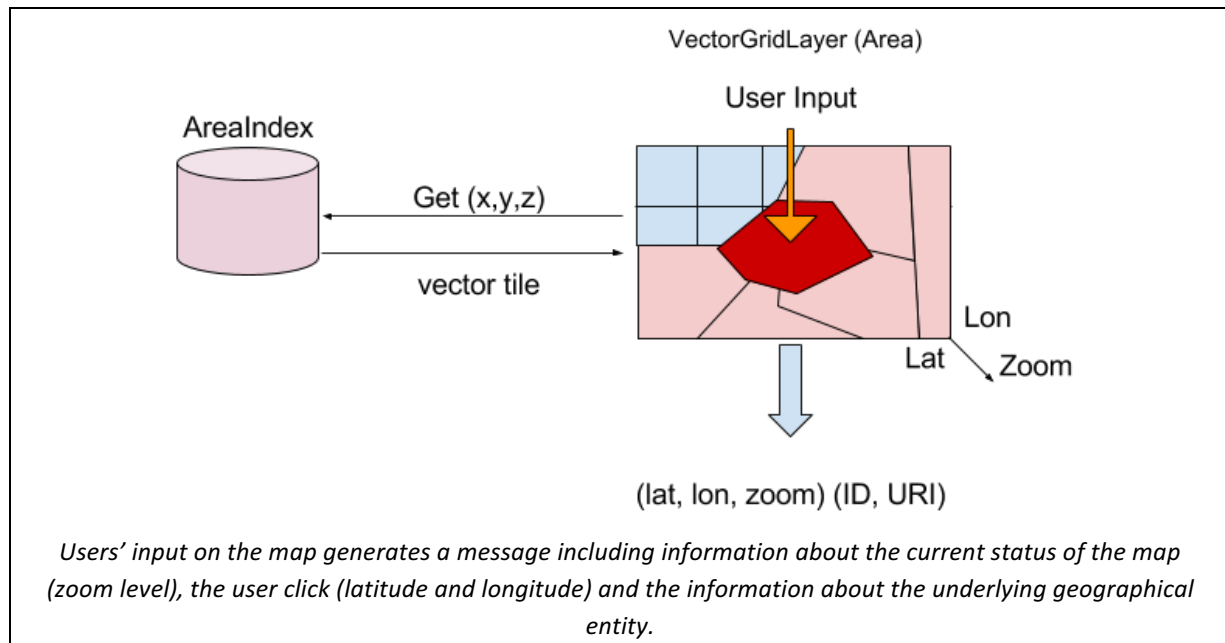 VectorGridLayer (Area)
User Input
AreaIndex
Get (x,y,z)
vector tile
Lon
Lat
Zoom
(lat, lon, zoom) (ID, URI)
Users’ input on the map generates a message including information about the current status of the map
(zoom level), the user click (latitude and longitude) and the information about the underlying geographical
entity.